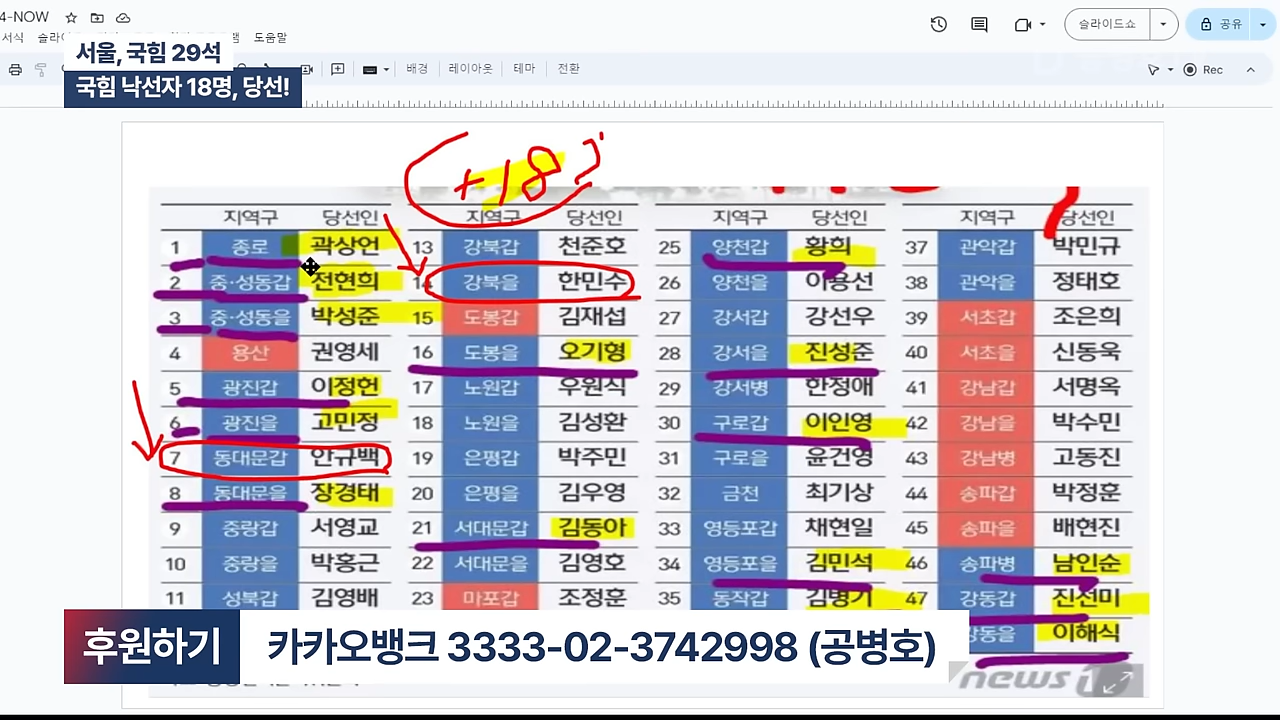 4-NOW
서식 슬라
도움말
슬라이드쇼
공유
서울, 국힘 29석
국힘 낙선자 18명, 당선!
배경 레이아웃 테마 전환
Rec
+18
지역구 당선인 지역구 당선인 지역구 당선인 지역구 당선인
1 종로 곽상언 13 강북갑 천준호 25 양천갑 황희 37 관악갑 박민규
2 중·성동갑 전현희 14 강북을 한민수 26 양천을 이용선 38 관악을 정태호
3 중·성동을 박성준 15 도봉갑 김재섭 27 강서갑 강선우 39 서초갑 조은희
4 용산 권영세 16 도봉을 오기형 28 강서을 진성준 40 서초을 신동욱
5 광진갑 이정헌 17 노원갑 우원식 29 강서병 한정애 41 강남갑 서명옥
6 광진을 고민정 18 노원을 김성환 30 구로갑 이인영 42 강남을 박수민
7 동대문갑 안규백 19 은평갑 박주민 31 구로을 윤건영 43 강남병 고동진
8 동대문을 장경태 20 은평을 김우영 32 금천 최기상 44 송파갑 박정훈
9 중랑갑 서영교 21 서대문갑 김동아 33 영등포갑 채현일 45 송파을 배현진
10 중랑을 박홍근 22 서대문을 김영호 34 영등포을 김민석 46 송파병 남인순
11 성북갑 김영배 23 마포갑 조정훈 35 동작갑 김병기 47 강동갑 진선미
강동을 이해식
후원하기 카카오뱅크 3333-02-3742998 (공병호)
news1